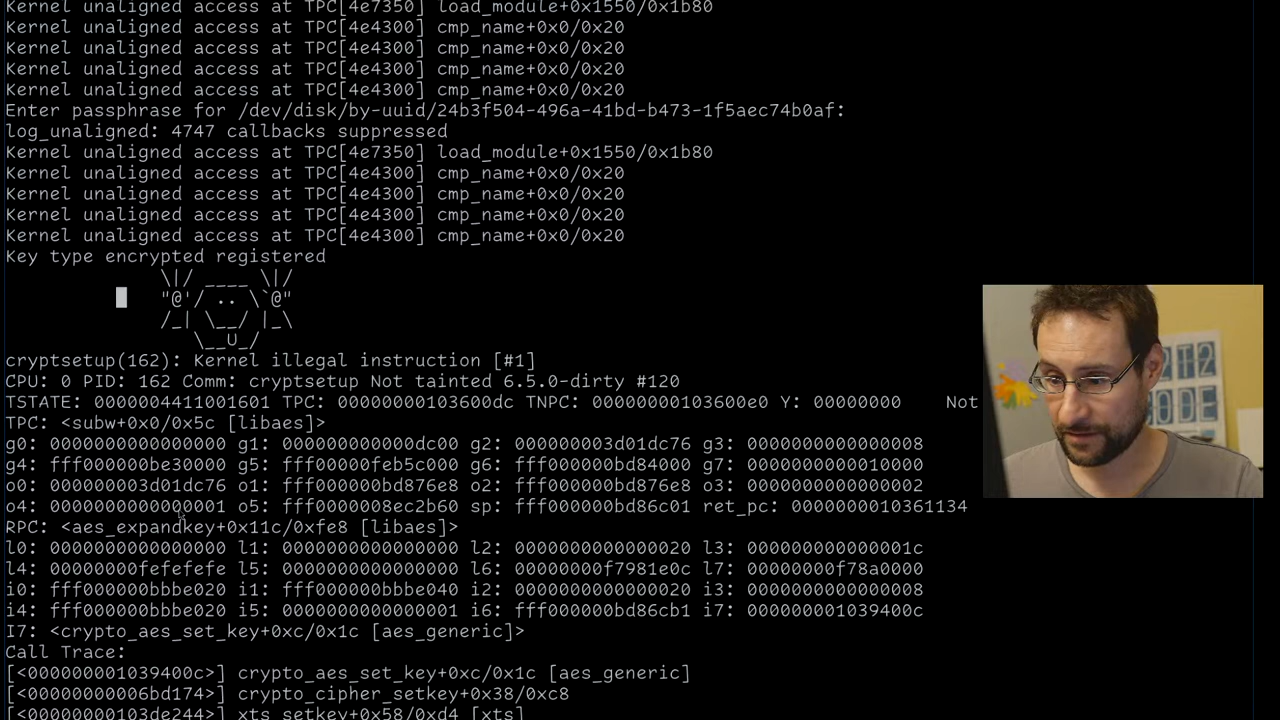 Kernel unaligned access at TPC[4e7350] load_module+0x1550/0x1b80
Kernel unaligned access at TPC[4e4300] cmp_name+0x0/0x20
Kernel unaligned access at TPC[4e4300] cmp_name+0x0/0x20
Kernel unaligned access at TPC[4e4300] cmp_name+0x0/0x20
Kernel unaligned access at TPC[4e4300] cmp_name+0x0/0x20
Enter passphrase for /dev/disk/by-uuid/24b3f504-496a-41bd-b473-1f5aec74b0af:
log_unaligned: 4747 callbacks suppressed
Kernel unaligned access at TPC[4e7350] load_module+0x1550/0x1b80
Kernel unaligned access at TPC[4e4300] cmp_name+0x0/0x20
Kernel unaligned access at TPC[4e4300] cmp_name+0x0/0x20
Kernel unaligned access at TPC[4e4300] cmp_name+0x0/0x20
Kernel unaligned access at TPC[4e4300] cmp_name+0x0/0x20
Key type encrypted registered
\|/ ____ \|/
"@'/ .. \`@"
/_| \__/ |_\
\__U_/
cryptsetup(162): Kernel illegal instruction [#1]
CPU: 0 PID: 162 Comm: cryptsetup Not tainted 6.5.0-dirty #120
TSTATE: 0000004411001601 TPC: 00000000103600dc TNPC: 00000000103600e0 Y: 00000000 Not
TPC: <subw+0x0/0x5c [libaes]>
g0: 0000000000000000 g1: 000000000000dc00 g2: 000000003d01dc76 g3: 0000000000000008
g4: fff000000be30000 g5: fff00000feb5c000 g6: fff000000bd84000 g7: 0000000000010000
o0: 000000003d01dc76 o1: fff000000bd876e8 o2: fff000000bd876e8 o3: 0000000000000002
o4: 0000000000000001 o5: fff0000008ec2b60 sp: fff000000bd86c01 ret_pc: 0000000010361134
RPC: <aes_expandkey+0x11c/0xfe8 [libaes]>
l0: 0000000000000000 l1: 0000000000000000 l2: 0000000000000020 l3: 000000000000001c
l4: 00000000fefefefe l5: 0000000000000000 l6: 00000000f7981e0c l7: 00000000f78a0000
i0: fff000000bbbe020 i1: fff000000bbbe040 i2: 0000000000000020 i3: 0000000000000008
i4: fff000000bbbe020 i5: 0000000000000001 i6: fff000000bd86cb1 i7: 000000001039400c
I7: <crypto_aes_set_key+0xc/0x1c [aes_generic]>
Call Trace:
[<000000001039400c>] crypto_aes_set_key+0xc/0x1c [aes_generic]
[<00000000006bd174>] crypto_cipher_setkey+0x38/0xc8
[<00000000103de244>] xts_setkey+0x58/0xd4 [xts]